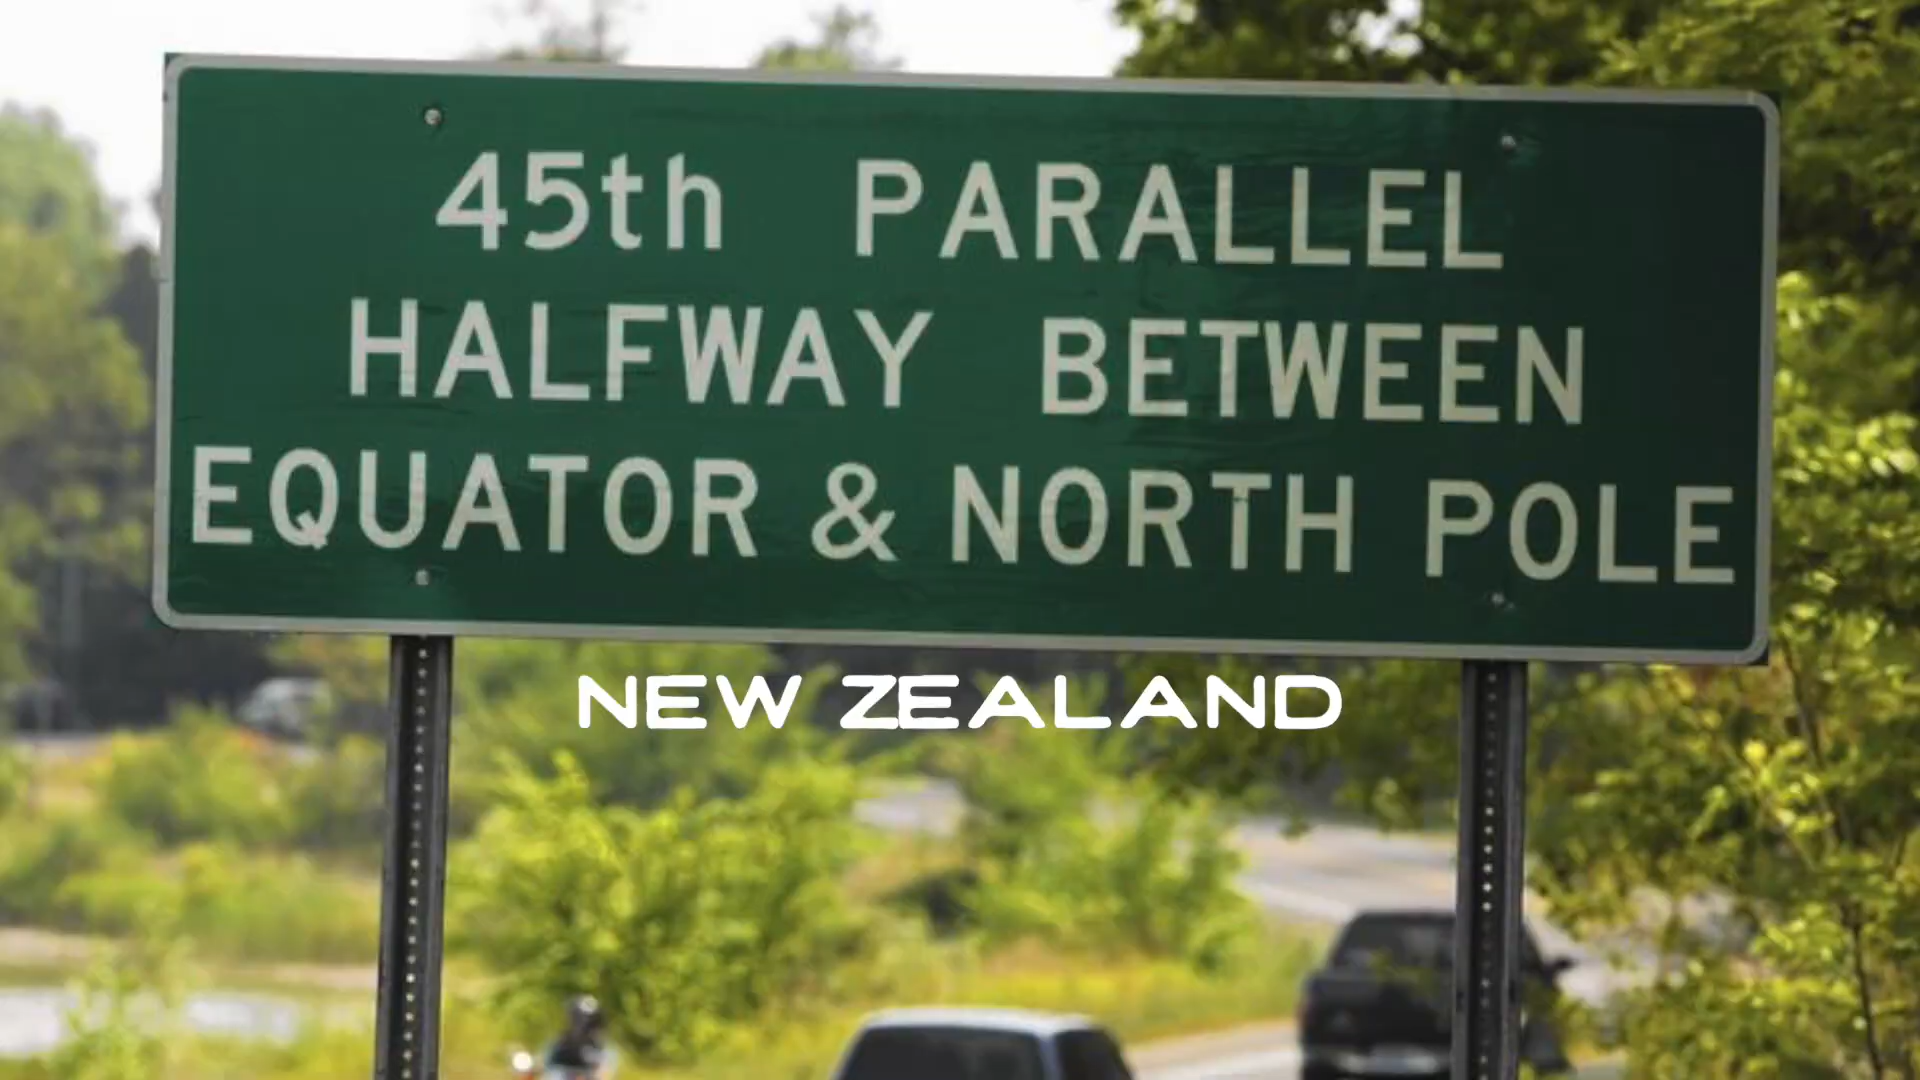 45th PARALLEL
HALFWAY BETWEEN
EQUATOR & NORTH POLE
NEW ZEALAND